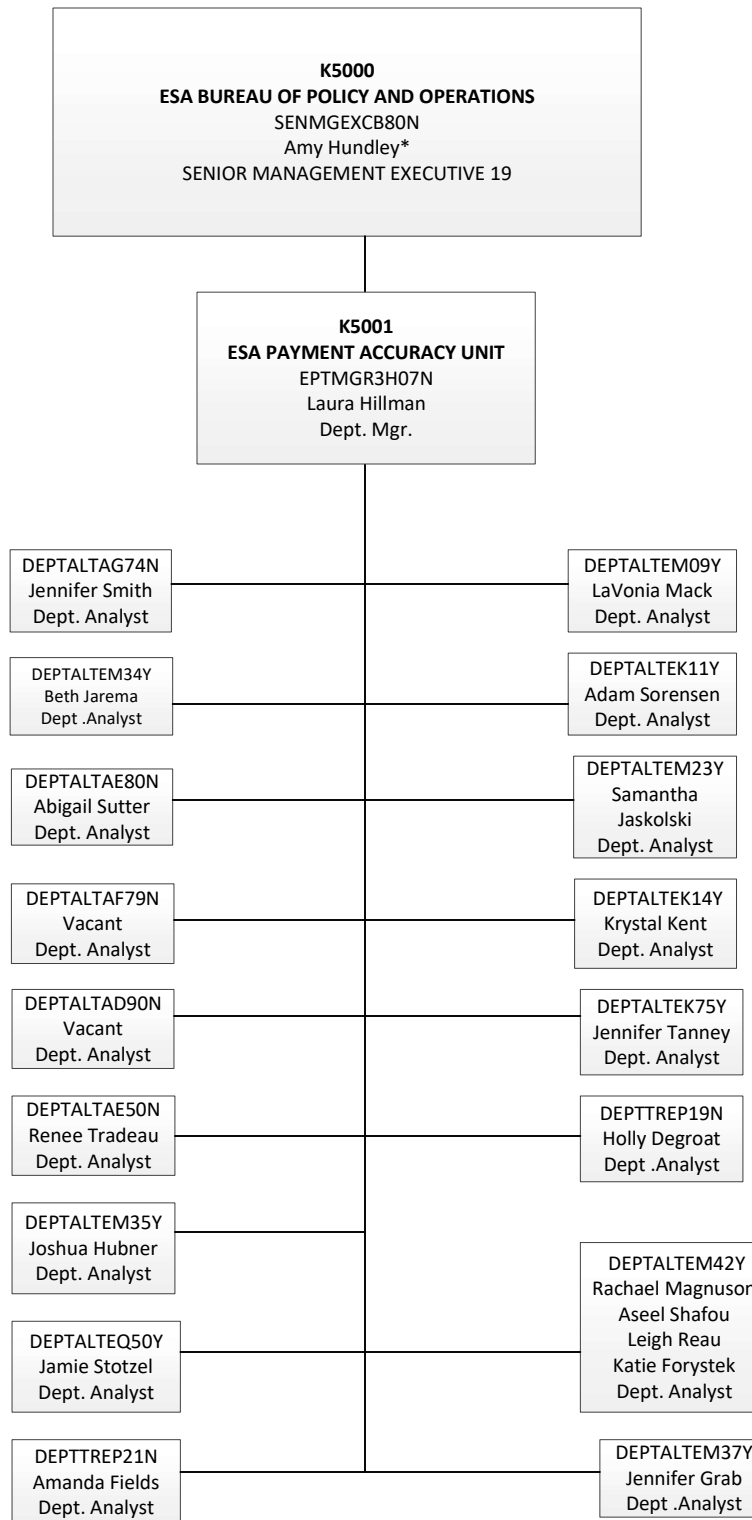 K5000
ESA BUREAU OF POLICY AND OPERATIONS
SENMGEXCB80N
Amy Hundley*
SENIOR MANAGEMENT EXECUTIVE 19
K5001
ESA PAYMENT ACCURACY UNIT
EPTMGR3H07N
Laura Hillman
Dept. Mgr.
DEPTALTAG74N
Jennifer Smith
Dept. Analyst
DEPTALTEM09Y
LaVonia Mack
Dept. Analyst
DEPTALTEM34Y
Beth Jarema
Dept .Analyst
DEPTALTEK11Y
Adam Sorensen
Dept. Analyst
DEPTALTAE80N
Abigail Sutter
Dept. Analyst
DEPTALTEM23Y
Samantha
Jaskolski
Dept. Analyst
DEPTALTAF79N
Vacant
Dept. Analyst
DEPTALTEK14Y
Krystal Kent
Dept. Analyst
DEPTALTAD90N
Vacant
Dept. Analyst
DEPTALTEK75Y
Jennifer Tanney
Dept. Analyst
DEPTALTAE50N
Renee Tradeau
Dept. Analyst
DEPTTREP19N
Holly Degroat
Dept .Analyst
DEPTALTEM35Y
Joshua Hubner
Dept. Analyst
DEPTALTEM42Y
Rachael Magnuson
Aseel Shafou
Leigh Reau
Katie Forystek
Dept. Analyst
DEPTALTEQ50Y
Jamie Stotzel
Dept. Analyst
DEPTTREP21N
Amanda Fields
Dept. Analyst
DEPTALTEM37Y
Jennifer Grab
Dept .Analyst